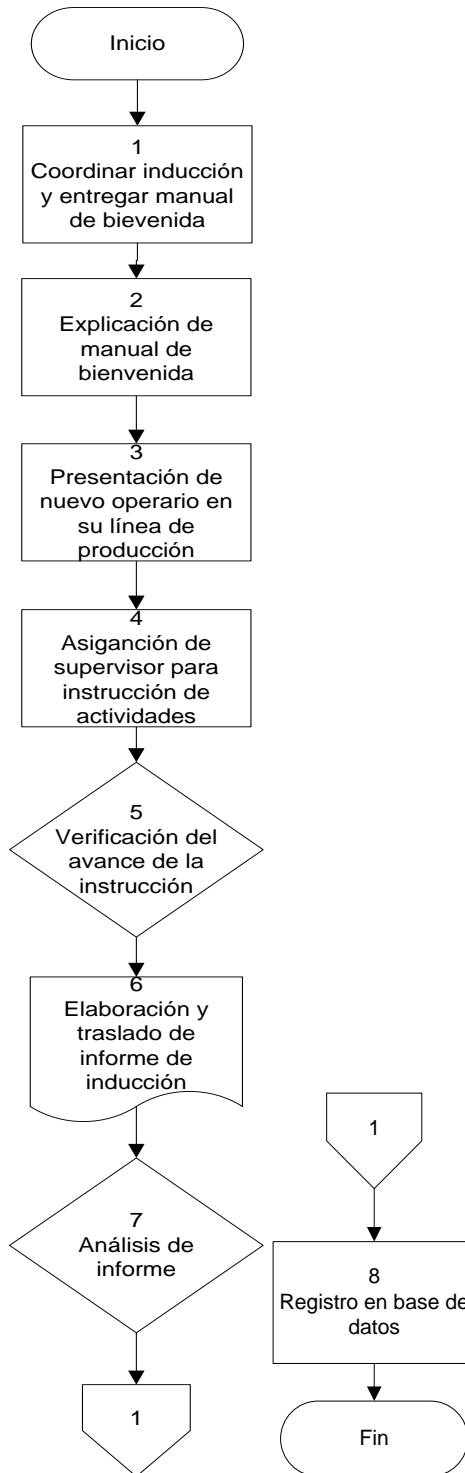 Inicio
1
Coordinar inducción
y entregar manual
de bievenida
2
Explicación de
manual de
bienvenida
3
Presentación de
nuevo operario en
su línea de
producción
4
Asiganción de
supervisor para
instrucción de
actividades
5
Verificación del
avance de la
instrucción
6
Elaboración y
traslado de
informe de
inducción
7
Análisis de
informe
1
1
8
Registro en base de
datos
Fin